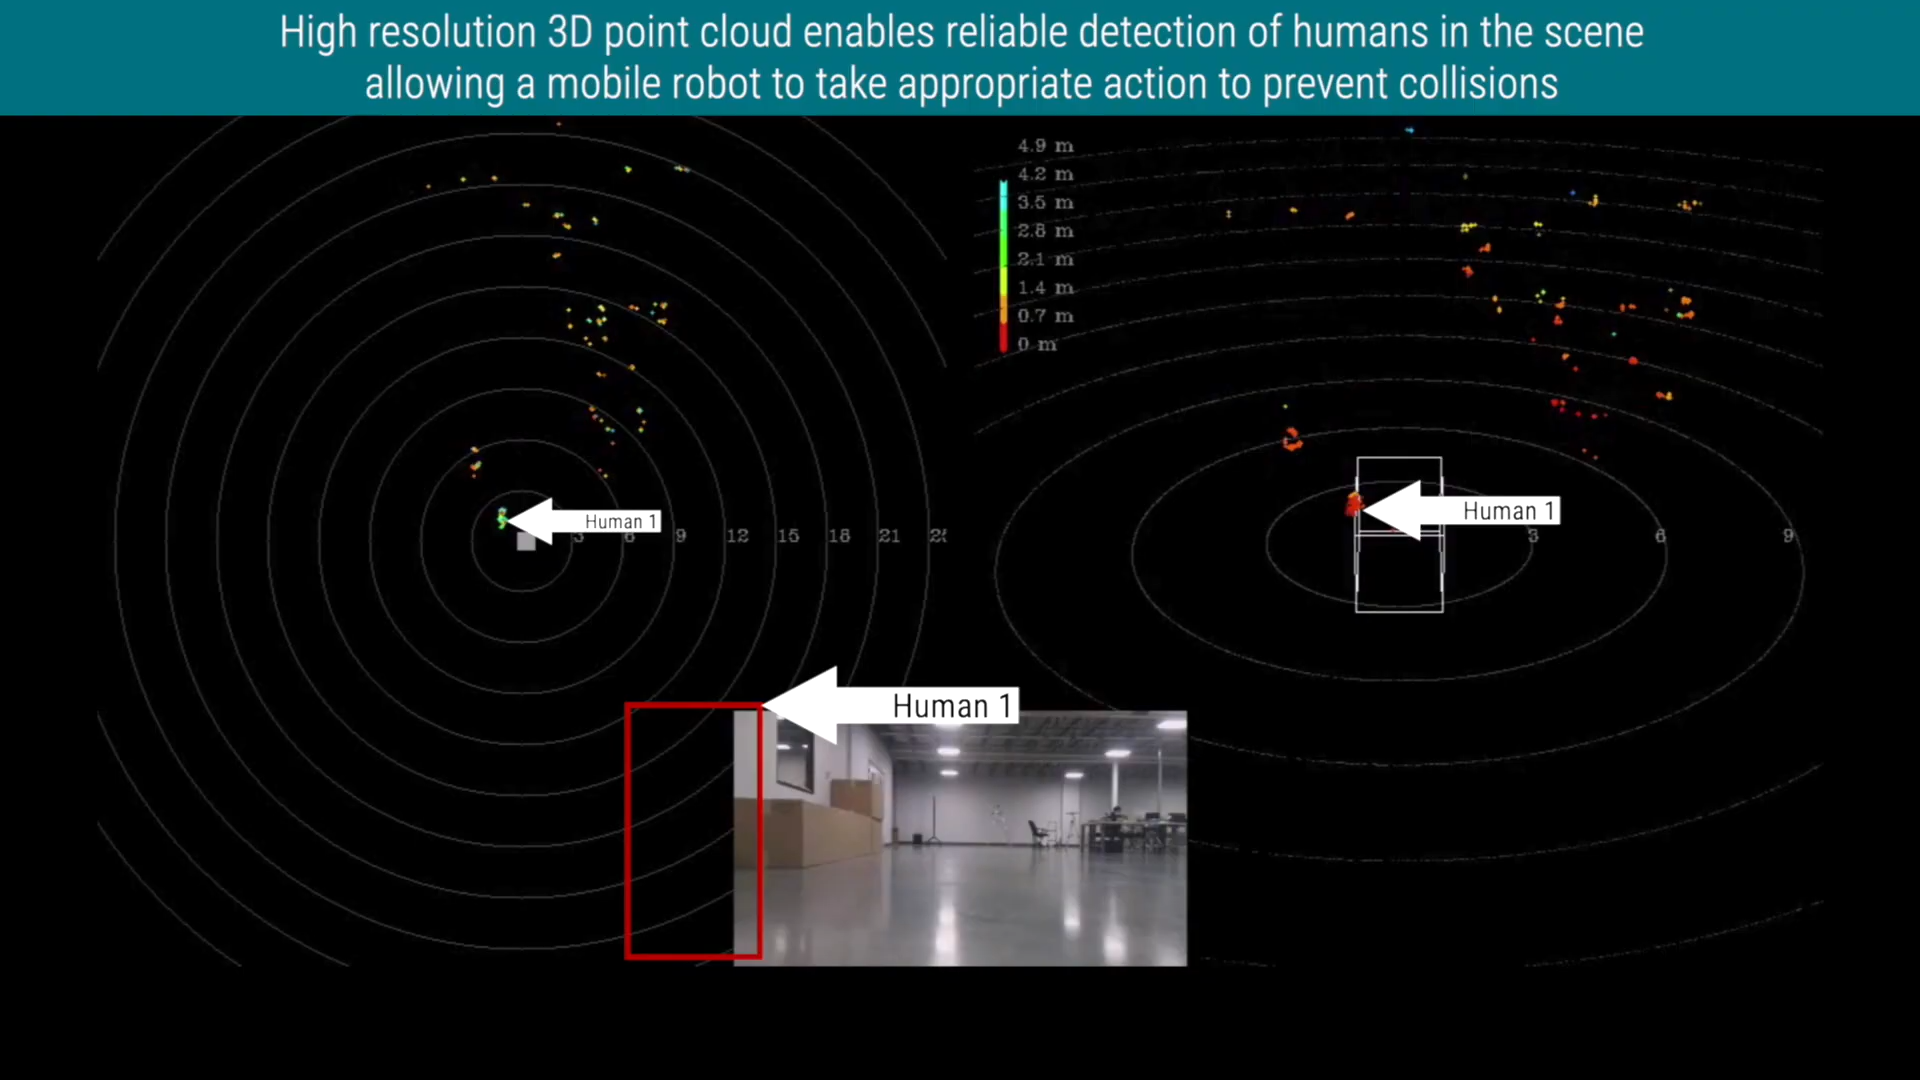 High resolution 3D point cloud enables reliable detection of humans in the scene
allowing a mobile robot to take appropriate action to prevent collisions
4.9 m
4.2 m
3.5 m
2.8 m
2.1 m
1.4 m
0.7 m
0 m
Human 1
3 6 9 12 15 18 21
Human 1
3 6 9
Human 1